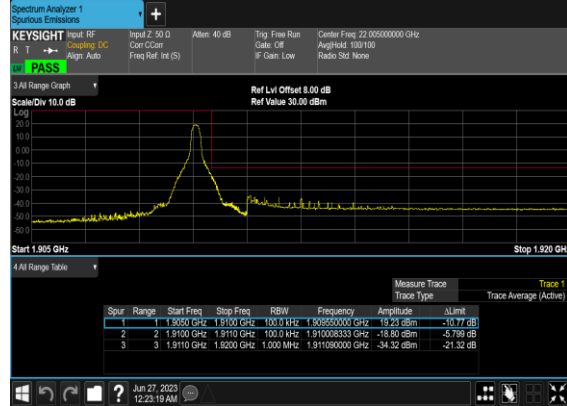 Spectrum Analyzer 1
Spurious Emissions
+
KEYSIGHT Input: RF Input Z: 50 Ω Atten: 40 dB Trig: Free Run Center Freq: 22.005000000 GHz
R T Coupling: DC Corr CCorr Gate: Off Avg|Hold: 100/100
Align: Auto Freq Ref: Int (S) IF Gain: Low Radio Std: None
PASS
3 All Range Graph
Ref Lvl Offset 8.00 dB
Scale/Div 10.0 dB Ref Value 30.00 dBm
Log
20.0
10.0
0.00
-10.0
-20.0
-30.0
-40.0
-50.0
-60.0
Start 1.905 GHz Stop 1.920 GHz
4 All Range Table
Measure Trace Trace 1
Trace Type Trace Average (Active)
Spur Range Start Freq Stop Freq RBW Frequency Amplitude ΔLimit
1 1 1.9050 GHz 1.9100 GHz 100.0 kHz 1.909550000 GHz 19.23 dBm -10.77 dB
2 2 1.9100 GHz 1.9110 GHz 100.0 kHz 1.910008333 GHz -18.80 dBm -5.799 dB
3 3 1.9110 GHz 1.9200 GHz 1.000 MHz 1.911090000 GHz -34.32 dBm -21.32 dB
? Jun 27, 2023
12:23:19 AM